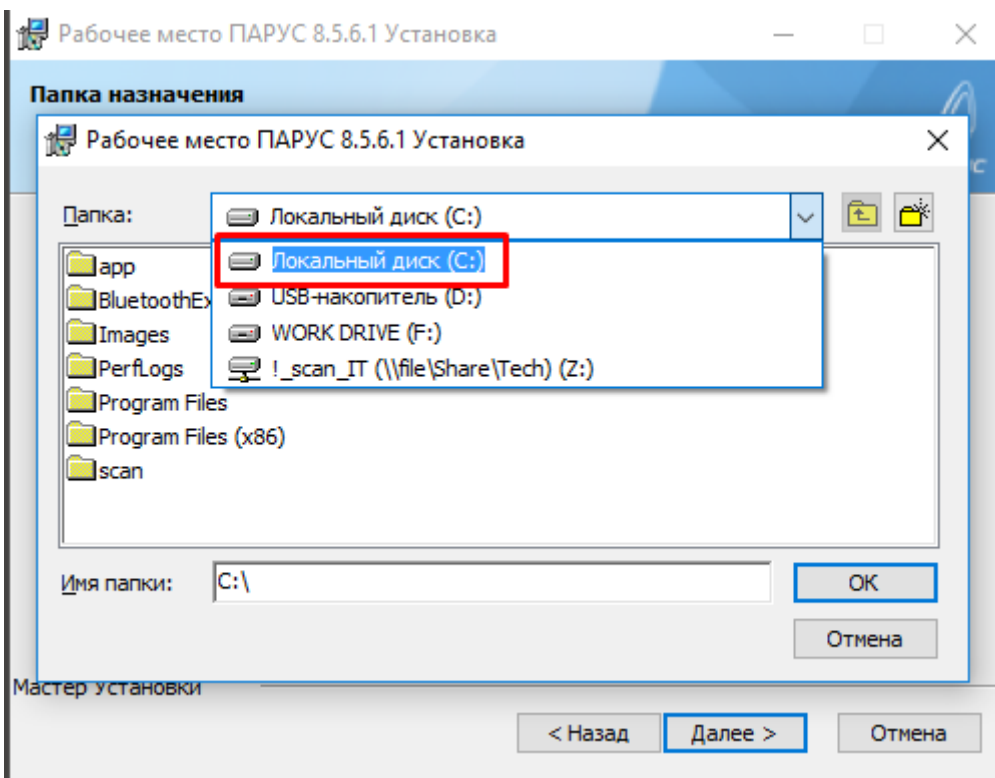 Рабочее место ПАРУС 8.5.6.1 Установка
Папка назначения
Рабочее место ПАРУС 8.5.6.1 Установка
Папка:
Локальный диск (C:)
Локальный диск (C:)
USB-накопитель (D:)
WORK DRIVE (F:)
!_scan_IT (\\file\Share\Tech) (Z:)
app
Images
PerfLogs
Program Files
Program Files (x86)
scan
Имя папки:
C:\
OK
Отмена
Мастер Установки
< Назад
Далее >
Отмена